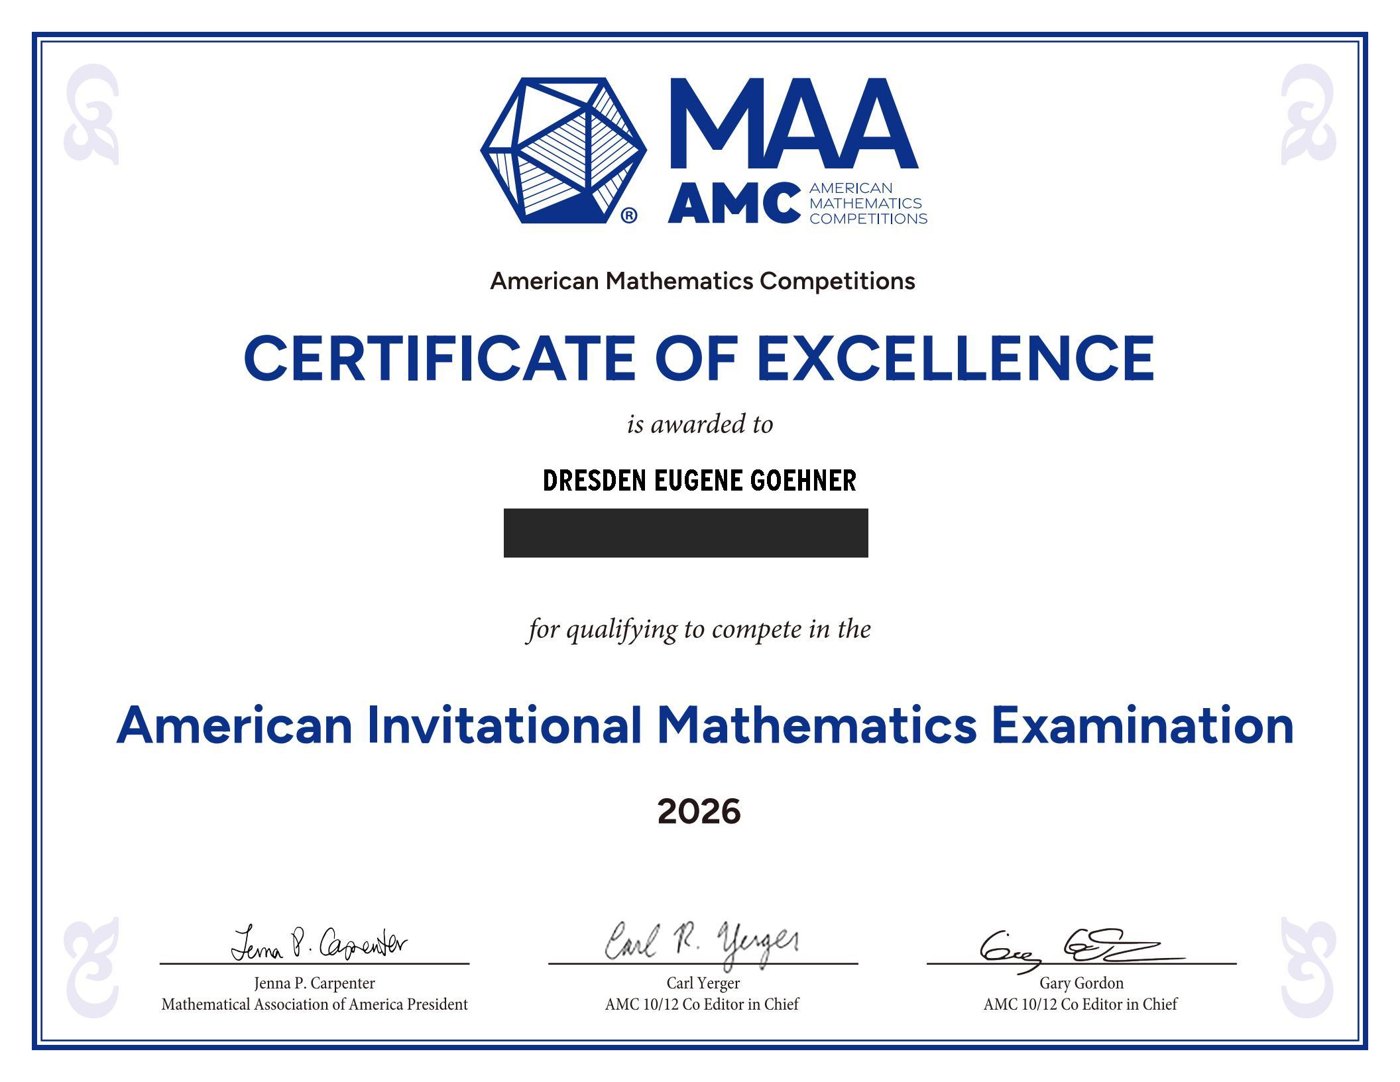 MAA
AMC AMERICAN
MATHEMATICS
COMPETITIONS
®
American Mathematics Competitions
CERTIFICATE OF EXCELLENCE
is awarded to
DRESDEN EUGENE GOEHNER
for qualifying to compete in the
American Invitational Mathematics Examination
2026
Jenna P. Carpenter
Carl R. Yerger
Jenna P. Carpenter
Mathematical Association of America President
Carl Yerger
AMC 10/12 Co Editor in Chief
Gary Gordon
AMC 10/12 Co Editor in Chief